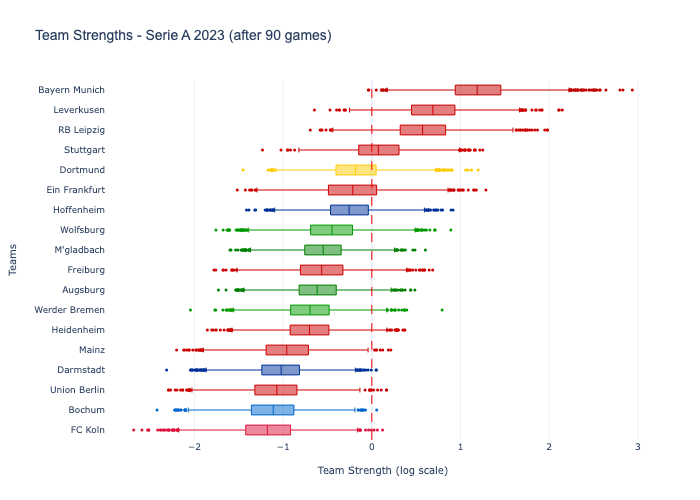 Team Strengths - Serie A 2023 (after 90 games)
Bayern Munich
Leverkusen
RB Leipzig
Stuttgart
Dortmund
Ein Frankfurt
Hoffenheim
Wolfsburg
M'gladbach
Freiburg
Augsburg
Werder Bremen
Heidenheim
Mainz
Darmstadt
Union Berlin
Bochum
FC Koln
Teams
−2 −1 0 1 2 3
Team Strength (log scale)